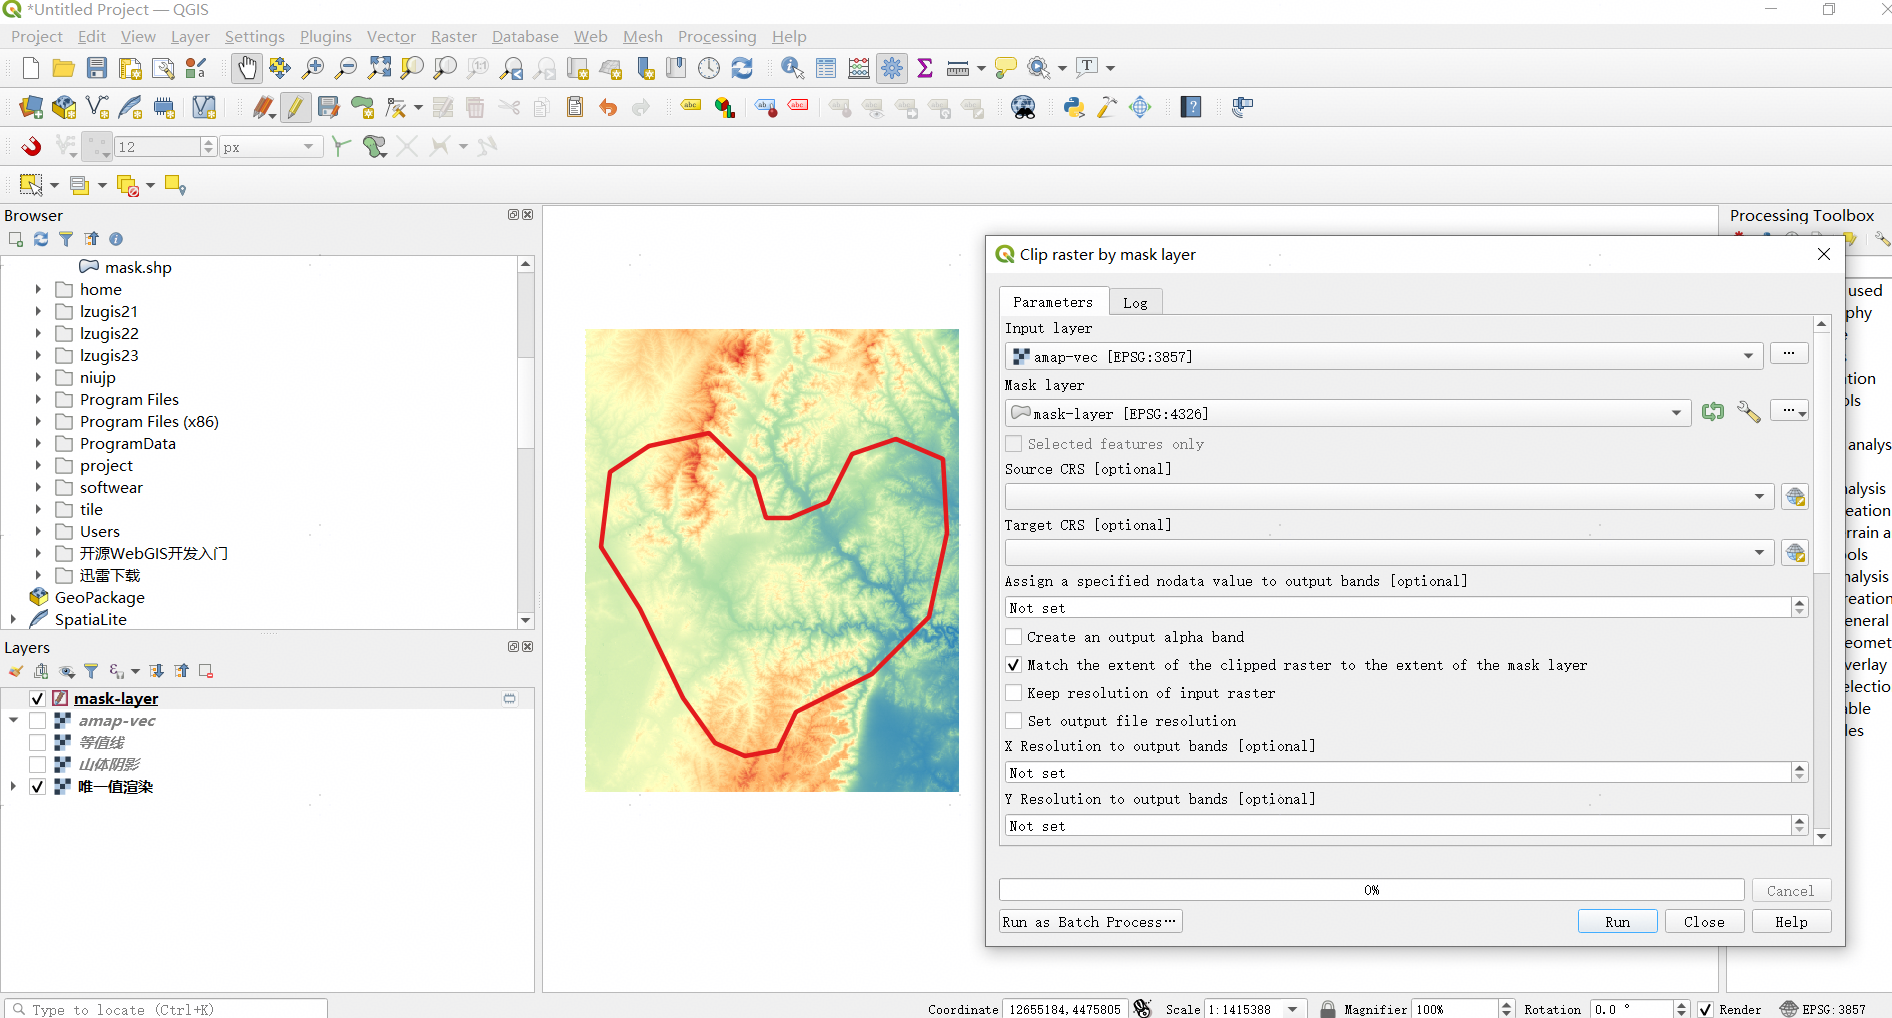 *Untitled Project — QGIS
Project Edit View Layer Settings Plugins Vector Raster Database Web Mesh Processing Help
12 px
Browser
mask.shp
home
lzugis21
lzugis22
lzugis23
niujp
Program Files
Program Files (x86)
ProgramData
project
softwear
tile
Users
开源WebGIS开发入门
迅雷下载
GeoPackage
SpatiaLite
Layers
mask-layer
amap-vec
等值线
山体阴影
唯一值渲染
Processing Toolbox
Clip raster by mask layer
Parameters Log
Input layer
amap-vec [EPSG:3857]
Mask layer
mask-layer [EPSG:4326]
Selected features only
Source CRS [optional]
Target CRS [optional]
Assign a specified nodata value to output bands [optional]
Not set
Create an output alpha band
Match the extent of the clipped raster to the extent of the mask layer
Keep resolution of input raster
Set output file resolution
X Resolution to output bands [optional]
Not set
Y Resolution to output bands [optional]
Not set
0%
Cancel
Run as Batch Process…
Run Close Help
used
phy
tion
ols
analys
alysis
eation
rrain a
ols
nalysis
reation
eneral
eomet
verlay
electio
able
les
Type to locate (Ctrl+K)
Coordinate 12655184,4475805 Scale 1:1415388 Magnifier 100% Rotation 0.0 ° Render EPSG:3857